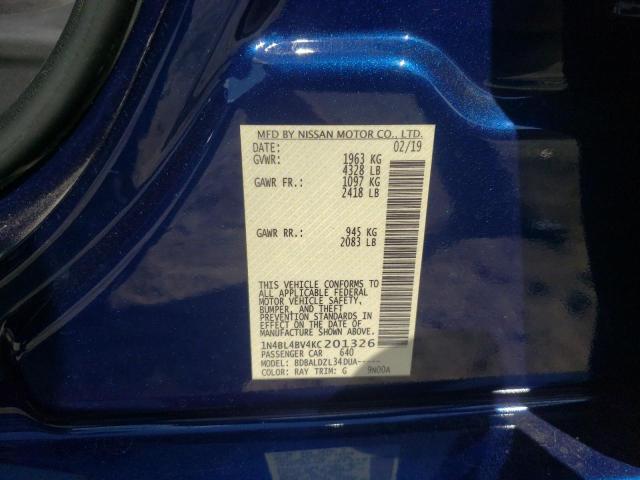 MFD BY NISSAN MOTOR CO., LTD.
DATE: 02/19
GVWR: 1963 KG
4328 LB
GAWR FR.: 1097 KG
2418 LB
GAWR RR.: 945 KG
2083 LB
THIS VEHICLE CONFORMS TO
ALL APPLICABLE FEDERAL
MOTOR VEHICLE SAFETY,
BUMPER, AND THEFT
PREVENTION STANDARDS
IN EFFECT ON THE DATE OF
MANUFACTURE SHOWN ABOVE.
1N4BL4BV4KC201326
PASSENGER CAR 640
MODEL: BDBALDZL34DUA-----
COLOR: RAY TRIM: G 9N00A